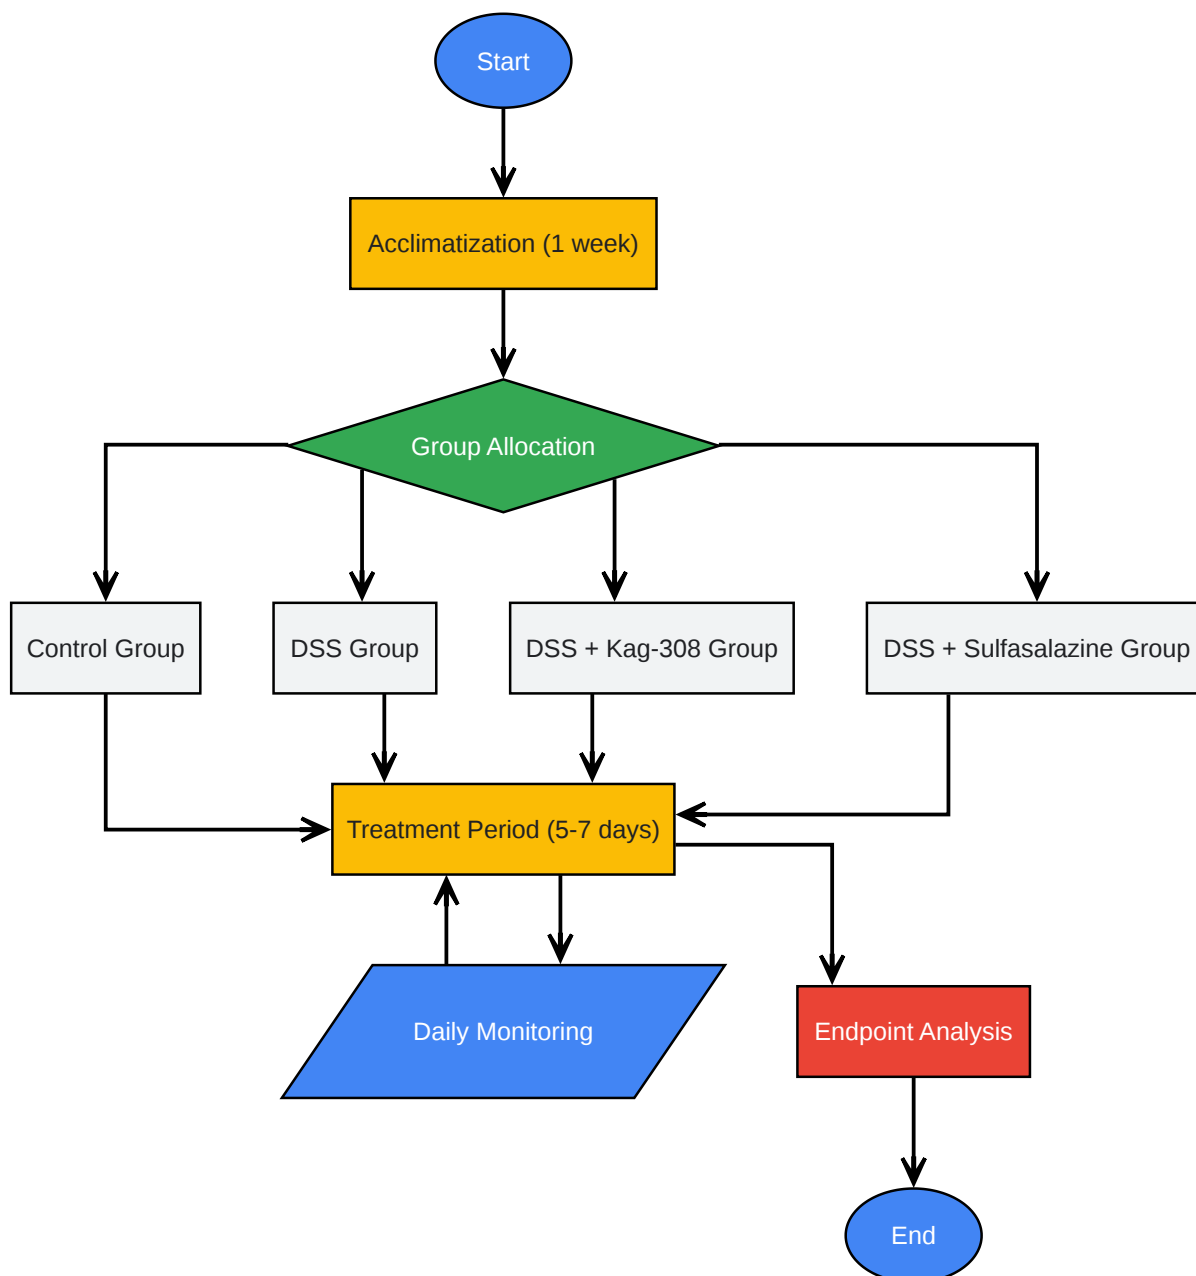 Start
Acclimatization (1 week)
Group Allocation
Control Group
DSS Group
DSS + Kag-308 Group
DSS + Sulfasalazine Group
Treatment Period (5-7 days)
Daily Monitoring
Endpoint Analysis
End